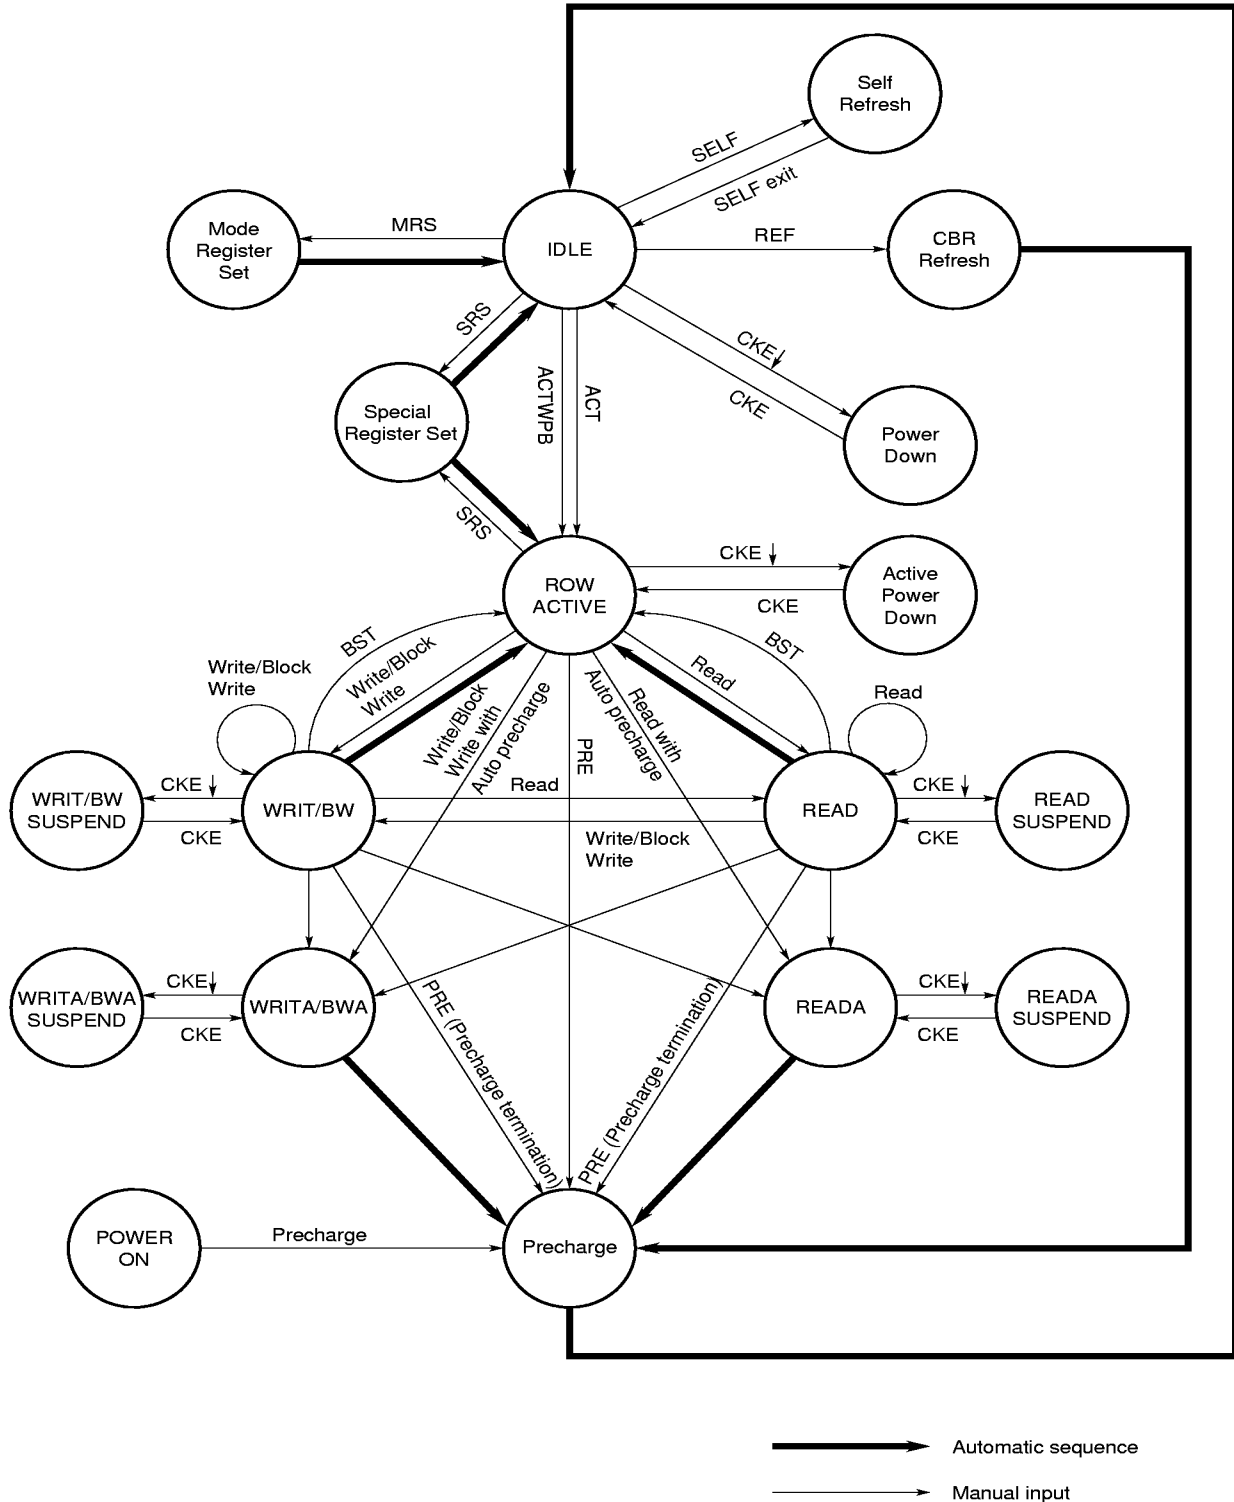 Self
Refresh
SELF
SELF exit
Mode
Register
Set
MRS
IDLE
REF
CBR
Refresh
SRS
CKE
CKE
ACTWPB
ACT
Special
Register Set
Power
Down
SRS
ROW
ACTIVE
CKE
CKE
Active
Power
Down
BST
Write/Block
Write
Write/Block
Write
Write/Block
Write with
Auto precharge
PRE
Read with
Auto precharge
Read
BST
Read
WRIT/BW
SUSPEND
CKE
CKE
WRIT/BW
Read
Write/Block
Write
READ
CKE
CKE
READ
SUSPEND
WRITA/BWA
SUSPEND
CKE
CKE
WRITA/BWA
PRE (Precharge termination)
PRE (Precharge termination)
READA
CKE
CKE
READA
SUSPEND
POWER
ON
Precharge
Precharge
Automatic sequence
Manual input